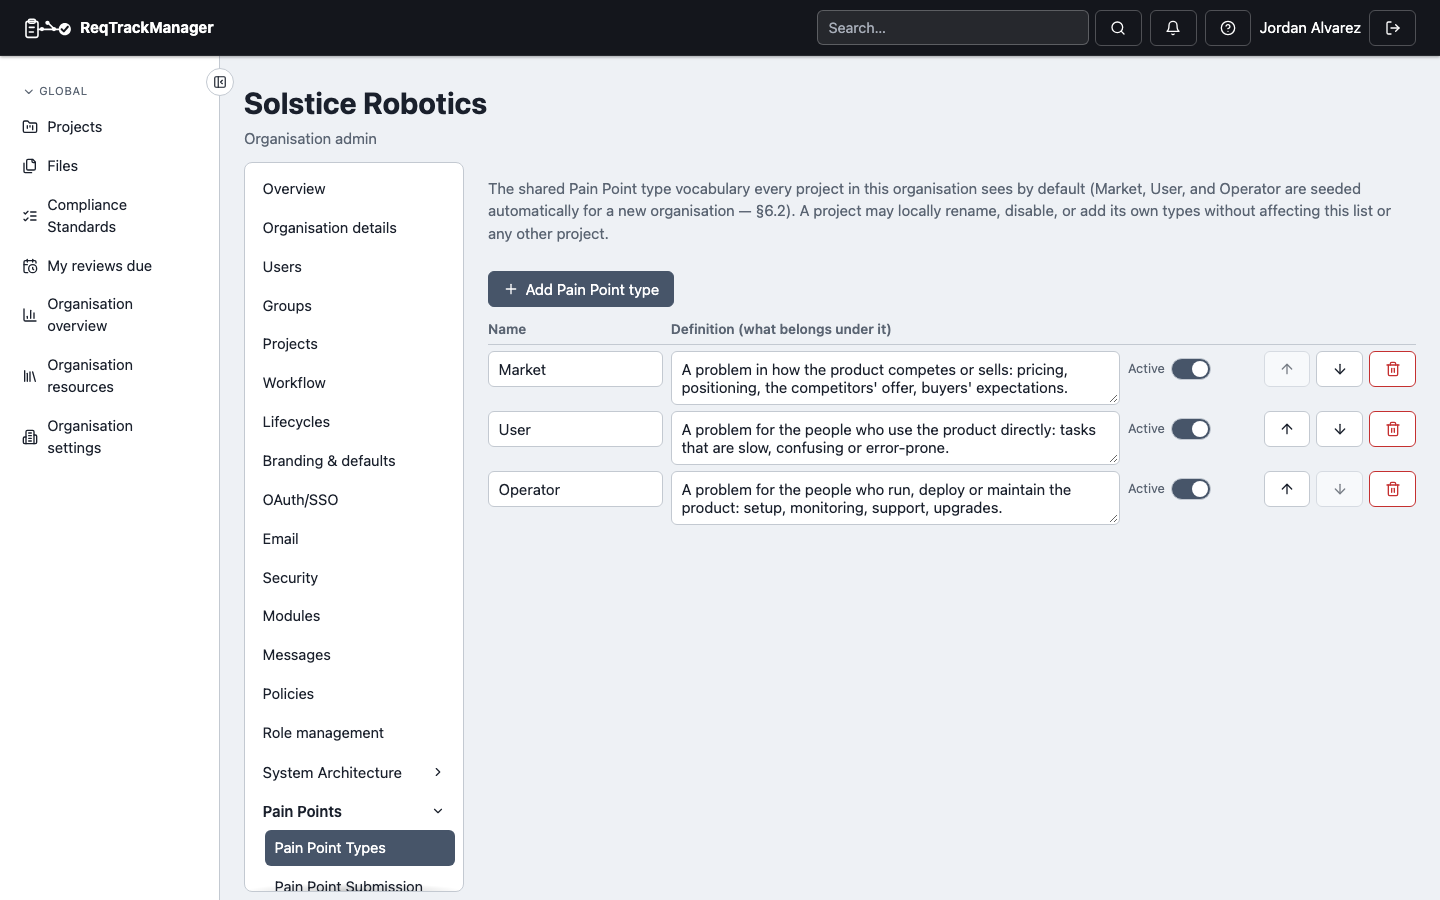 ReqTrackManager
Search...
Jordan Alvarez
GLOBAL
Projects
Files
Compliance
Standards
My reviews due
Organisation
overview
Organisation
resources
Organisation
settings
Solstice Robotics
Organisation admin
Overview
Organisation details
Users
Groups
Projects
Workflow
Lifecycles
Branding & defaults
OAuth/SSO
Email
Security
Modules
Messages
Policies
Role management
System Architecture
Pain Points
Pain Point Types
Pain Point Submission
The shared Pain Point type vocabulary every project in this organisation sees by default (Market, User, and Operator are seeded
automatically for a new organisation — §6.2). A project may locally rename, disable, or add its own types without affecting this list or
any other project.
Add Pain Point type
Name Definition (what belongs under it)
Market
A problem in how the product competes or sells: pricing,
positioning, the competitors' offer, buyers' expectations.
Active
User
A problem for the people who use the product directly: tasks
that are slow, confusing or error-prone.
Active
Operator
A problem for the people who run, deploy or maintain the
product: setup, monitoring, support, upgrades.
Active